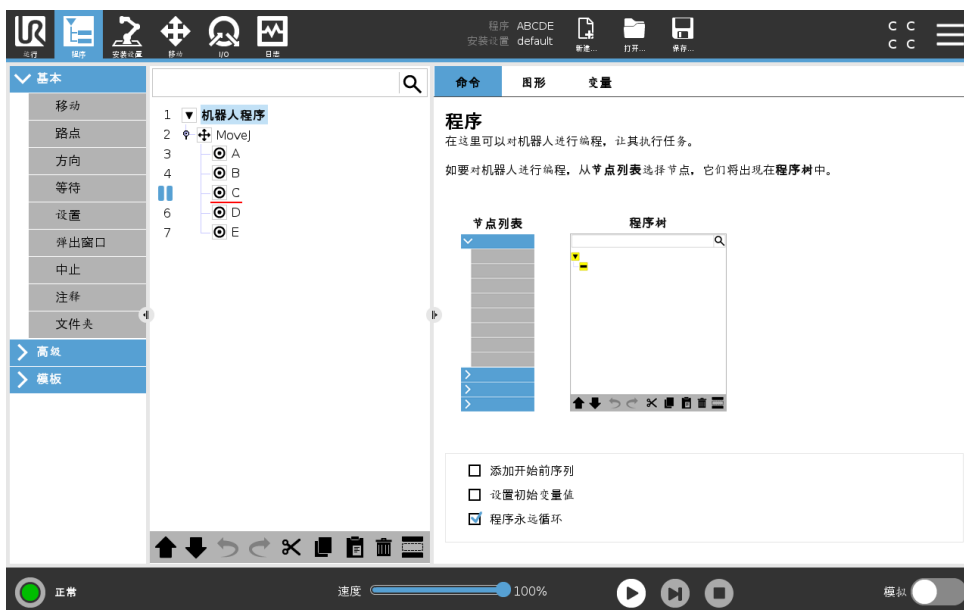 UR
运行
程序
安装设置
移动
I/O
日志
程序 ABCDE
安装设置 default
新建...
打开...
保存...
C C
C C
基本
移动
路点
方向
等待
设置
弹出窗口
中止
注释
文件夹
高级
模板
1 机器人程序
2 MoveJ
3 A
4 B
C
6 D
7 E
命令 图形 变量
程序
在这里可以对机器人进行编程，让其执行任务。
如要对机器人进行编程，从节点列表选择节点，它们将出现在程序树中。
节点列表 程序树
添加开始前序列
设置初始变量值
程序永远循环
正常
速度 100%
模拟